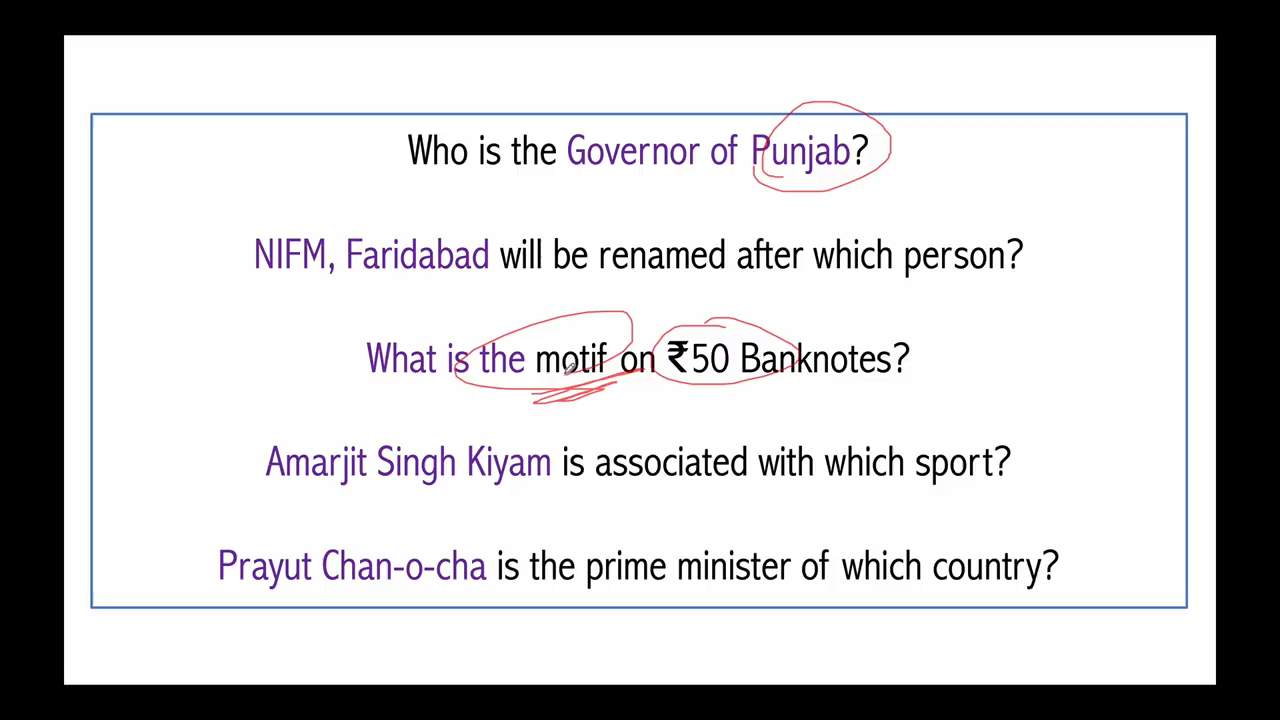 Who is the Governor of Punjab?
NIFM, Faridabad will be renamed after which person?
What is the motif on ₹50 Banknotes?
Amarjit Singh Kiyam is associated with which sport?
Prayut Chan-o-cha is the prime minister of which country?